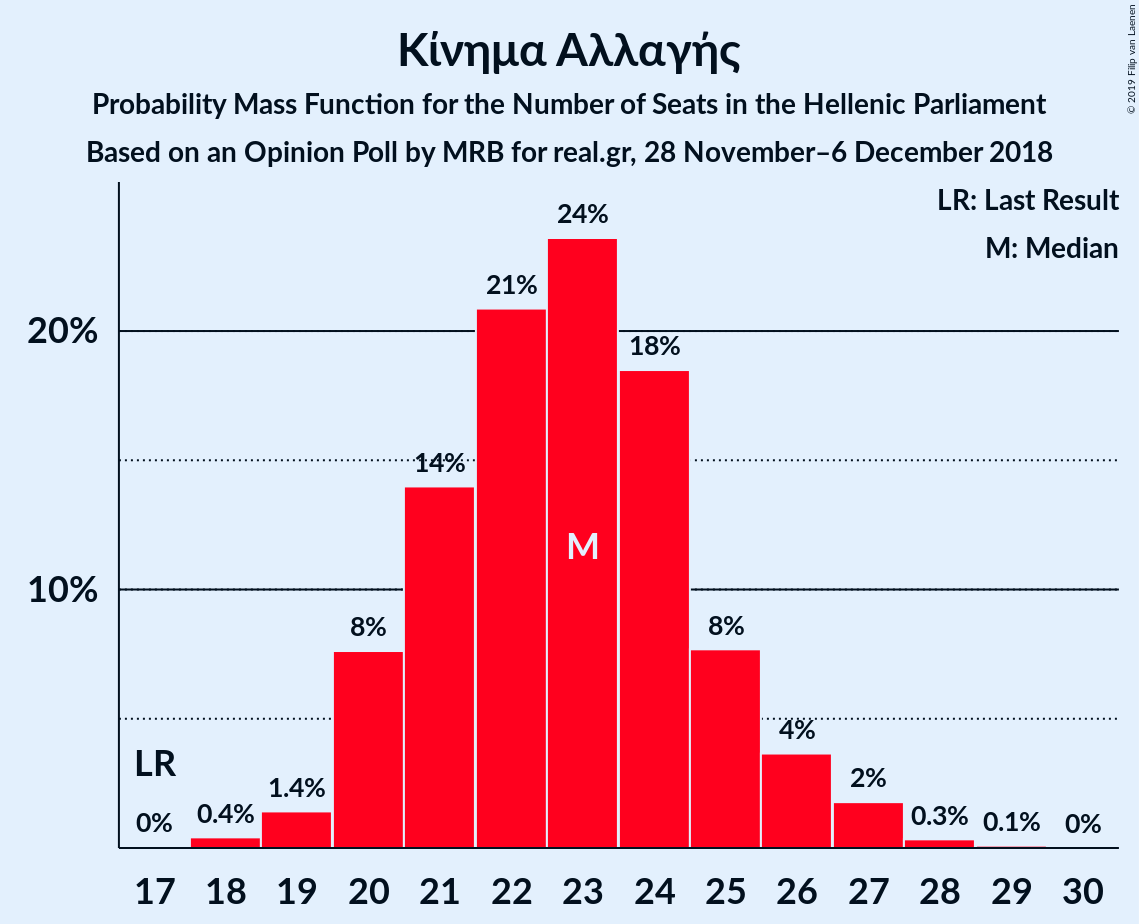 Κίνημα Αλλαγής
Probability Mass Function for the Number of Seats in the Hellenic Parliament
Based on an Opinion Poll by MRB for real.gr, 28 November–6 December 2018
© 2019 Filip van Laenen
LR: Last Result
M: Median
20%
10%
LR
0%
0.4%
1.4%
8%
14%
21%
24%
M
18%
8%
4%
2%
0.3%
0.1%
0%
17 18 19 20 21 22 23 24 25 26 27 28 29 30